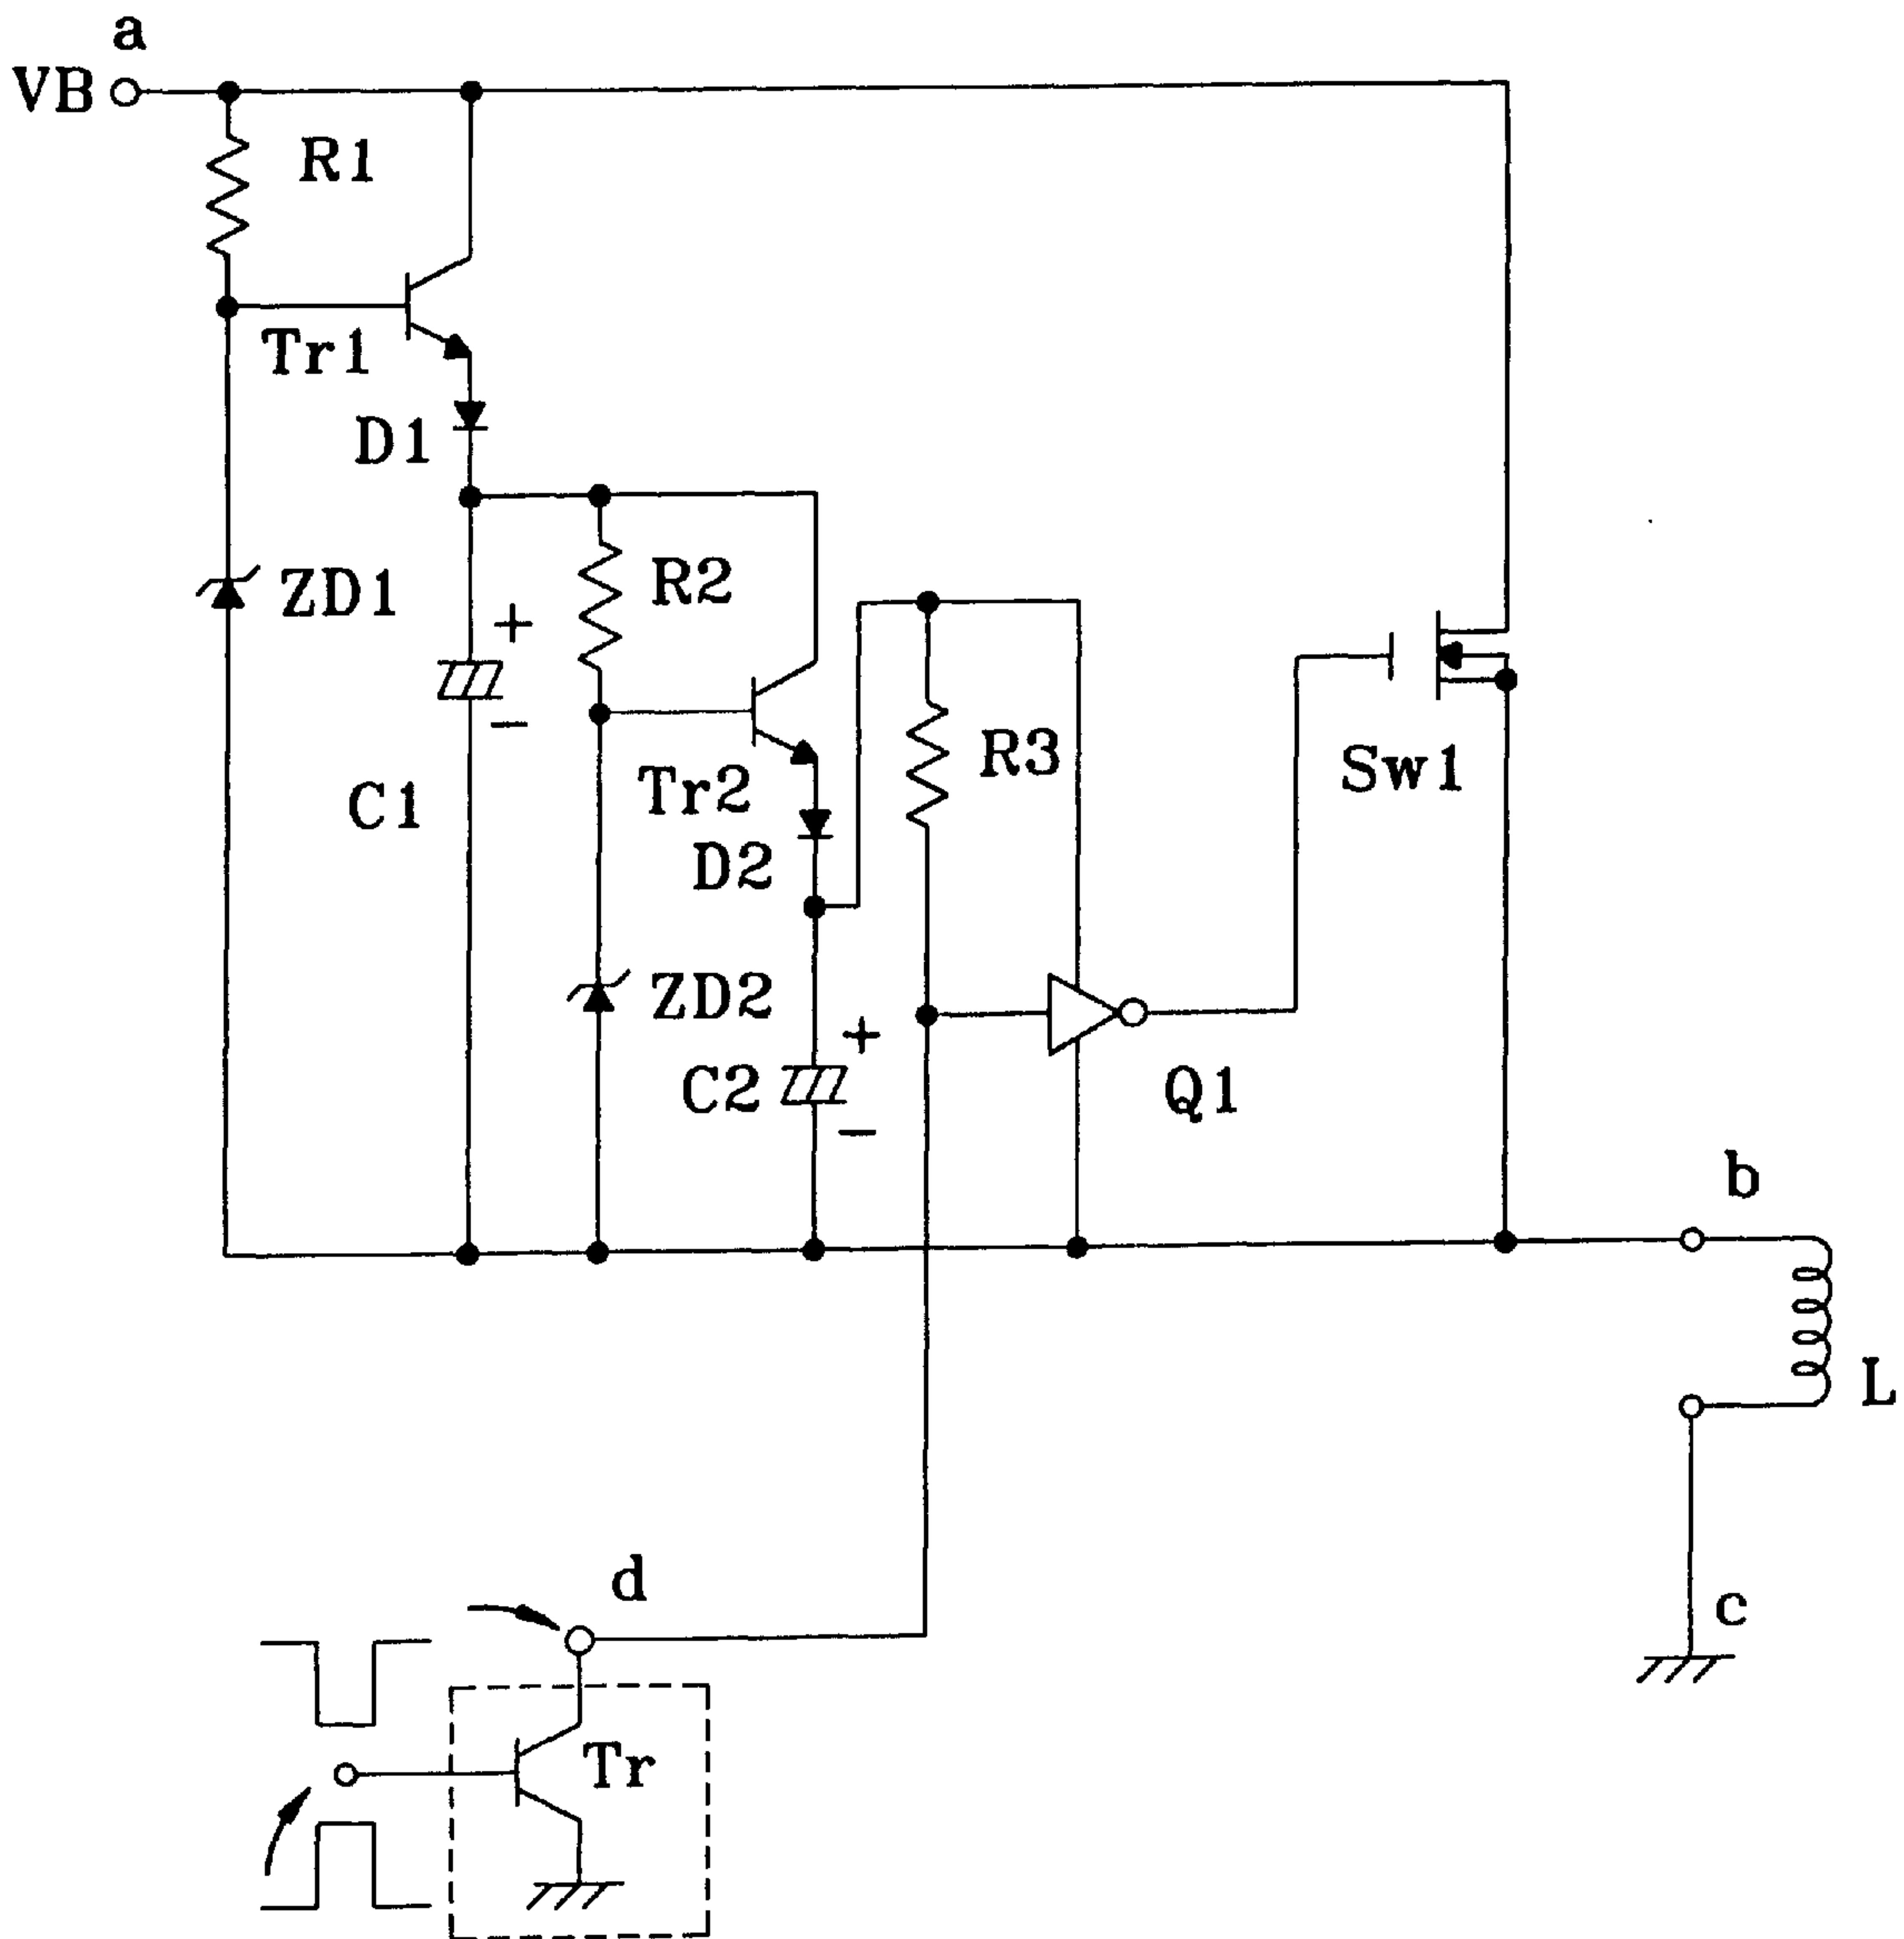 a
VB
R1
Tr1
D1
ZD1
R2
+
-
C1
R3
Sw1
Tr2
D2
ZD2
+
C2
-
Q1
b
L
d
c
Tr